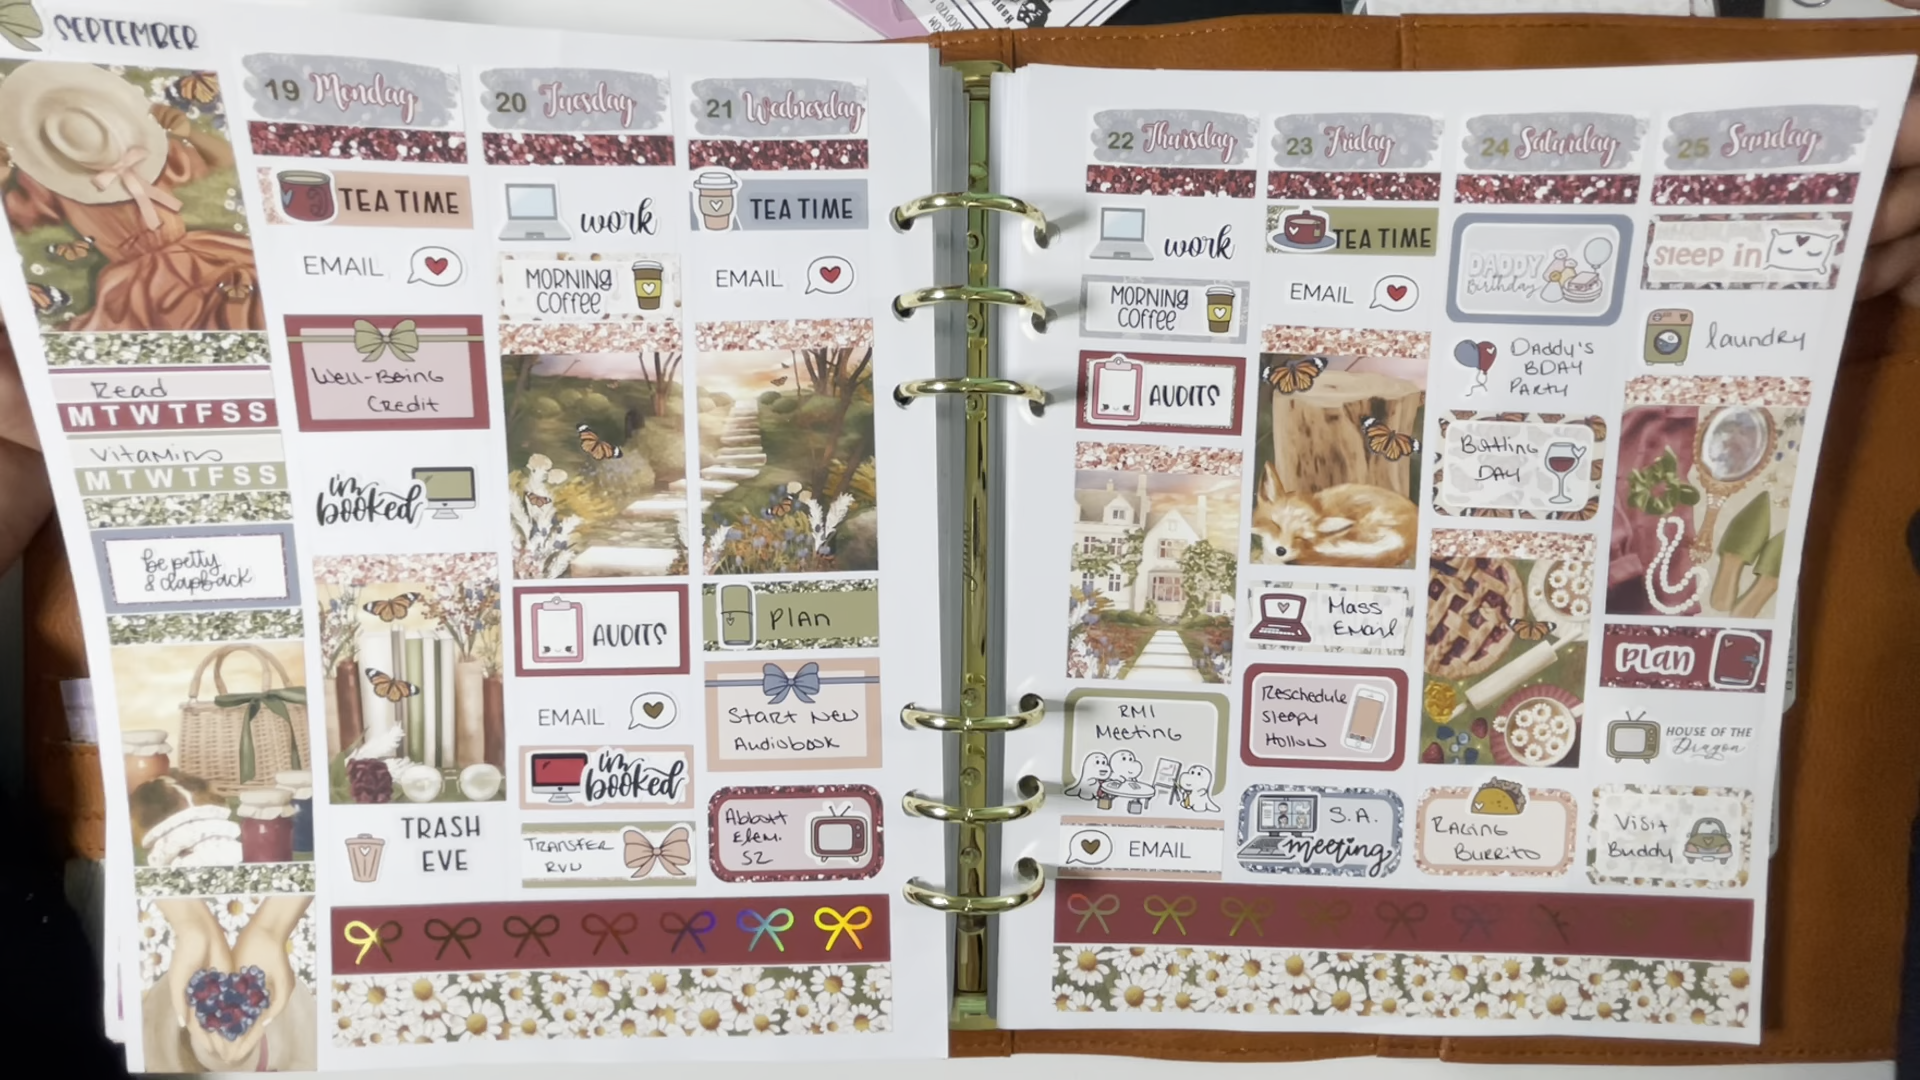 SEPTEMBER
Read
MTWTFSS
Vitamins
MTWTFSS
be petty
& clapback
19 Monday
TEA TIME
EMAIL
Well-Being
Credit
i'm
booked
TRASH
EVE
20 Tuesday
work
MORNING
COFFEE
AUDITS
EMAIL
i'm
booked
TRANSFER
RVU
21 Wednesday
TEA TIME
EMAIL
PLAN
START NEW
Audiobook
Abbott
Elem.
S2
22 Thursday
work
MORNING
COFFEE
AUDITS
RMI
Meeting
EMAIL
23 Friday
TEA TIME
EMAIL
Mass
Email
Reschedule
Sleepy
Hollow
S.A.
meeting
24 Saturday
DADDY
Birthday
DADDY'S
BDAY
PARTY
Bottling
DAY
RACING
BURRITO
25 Sunday
sleep in
laundry
PLAN
HOUSE OF THE
Dragon
Visit
Buddy